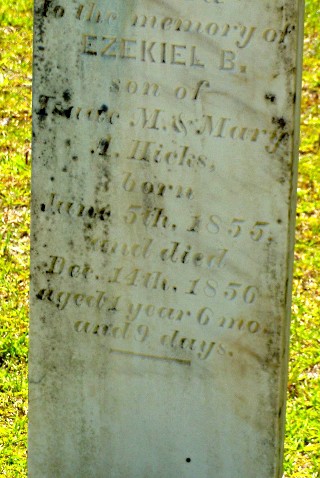 To the memory of
EZEKIEL B.
son of
Isaac M. & Mary
A. Hicks,
born
June 5th, 1855,
and died
Dec. 14th, 1856
aged 1 year 6 mo.
and 9 days.